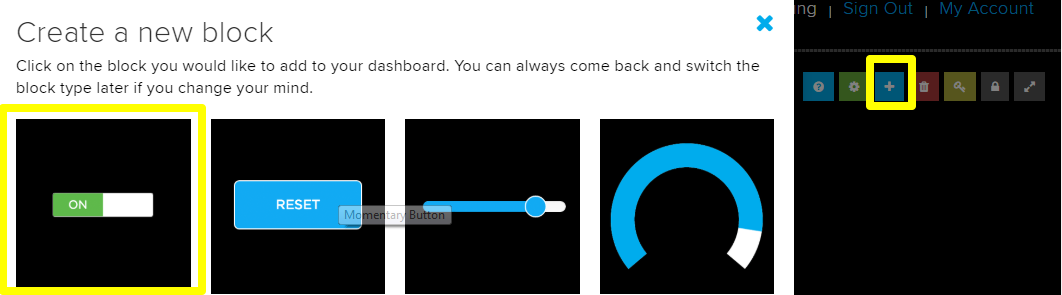 Create a new block
Click on the block you would like to add to your dashboard. You can always come back and switch the
block type later if you change your mind.
ON
RESET
Momentary Button
ung | Sign Out | My Account